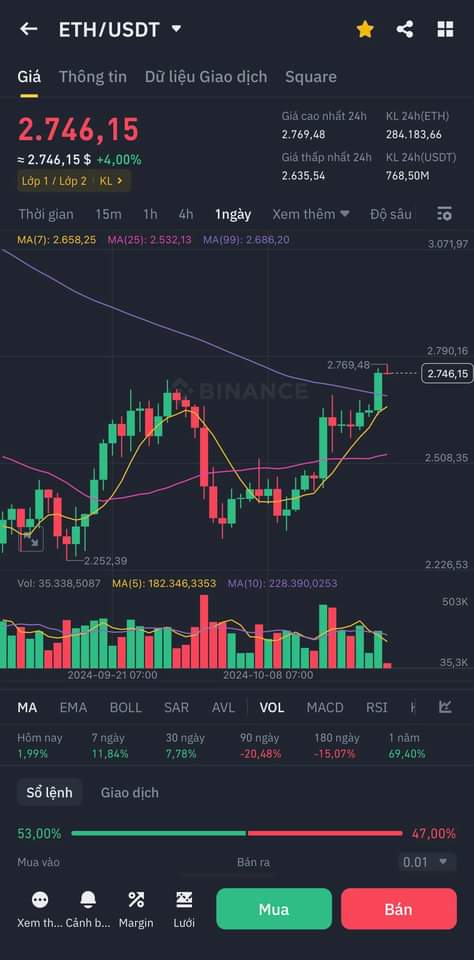 ETH/USDT
Giá Thông tin Dữ liệu Giao dịch Square
2.746,15
≈ 2.746,15 $ +4,00%
Lớp 1 / Lớp 2 KL
Giá cao nhất 24h KL 24h(ETH)
2.769,48 284.183,66
Giá thấp nhất 24h KL 24h(USDT)
2.635,54 768,50M
Thời gian 15m 1h 4h 1ngày Xem thêm Độ sâu
MA(7): 2.658,25 MA(25): 2.532,13 MA(99): 2.686,20
3.071,97
2.790,16
2.769,48
2.746,15
BINANCE
2.508,35
2.252,39
2.226,53
Vol: 35.338,5087 MA(5): 182.346,3353 MA(10): 228.390,0253
503K
35,3K
2024-09-21 07:00 2024-10-08 07:00
MA EMA BOLL SAR AVL VOL MACD RSI
Hôm nay 7 ngày 30 ngày 90 ngày 180 ngày 1 năm
1,99% 11,84% 7,78% -20,48% -15,07% 69,40%
Sổ lệnh Giao dịch
53,00% 47,00%
Mua vào Bán ra 0.01
Xem th... Cảnh b... Margin Lưới Mua Bán